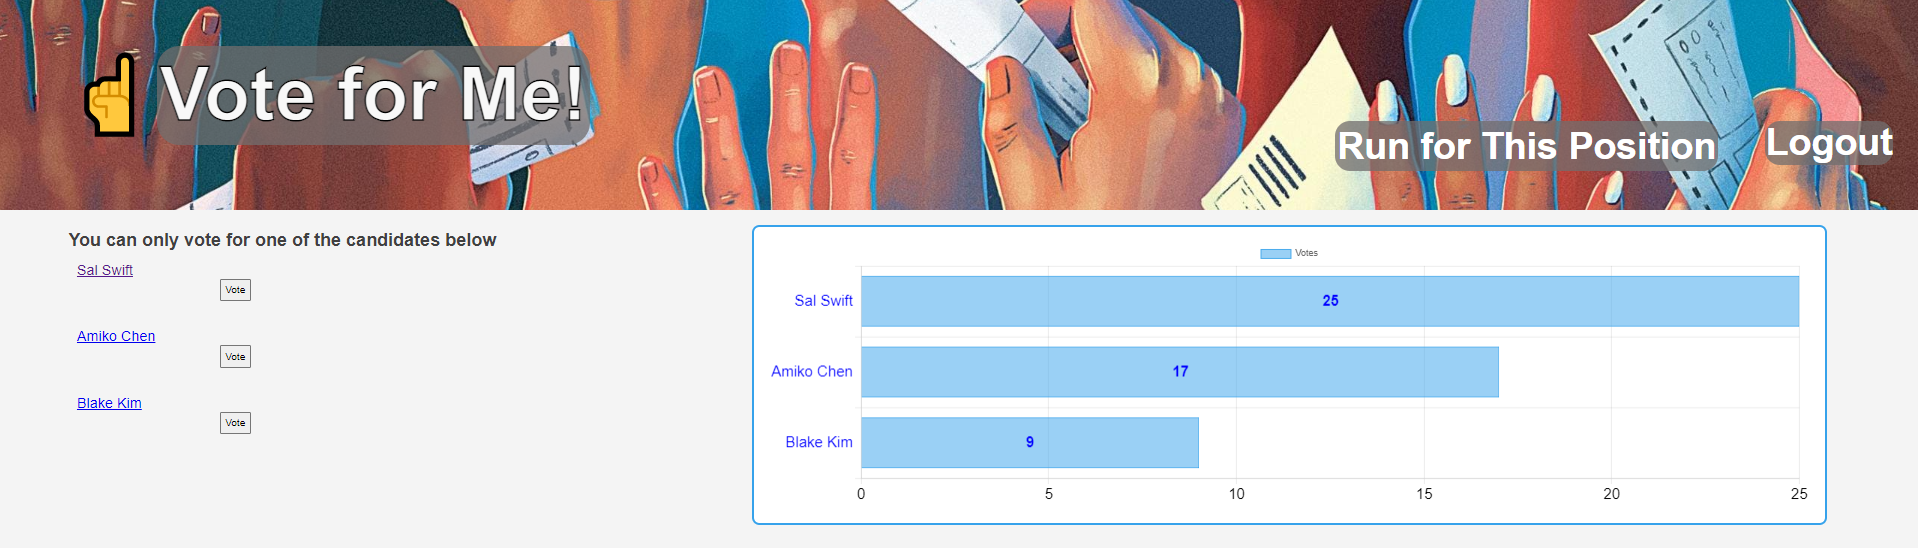 ☝Vote for Me!
Run for This Position
Logout
You can only vote for one of the candidates below
Sal Swift
Vote
Amiko Chen
Vote
Blake Kim
Vote
Votes
Sal Swift 25
Amiko Chen 17
Blake Kim 9
0 5 10 15 20 25